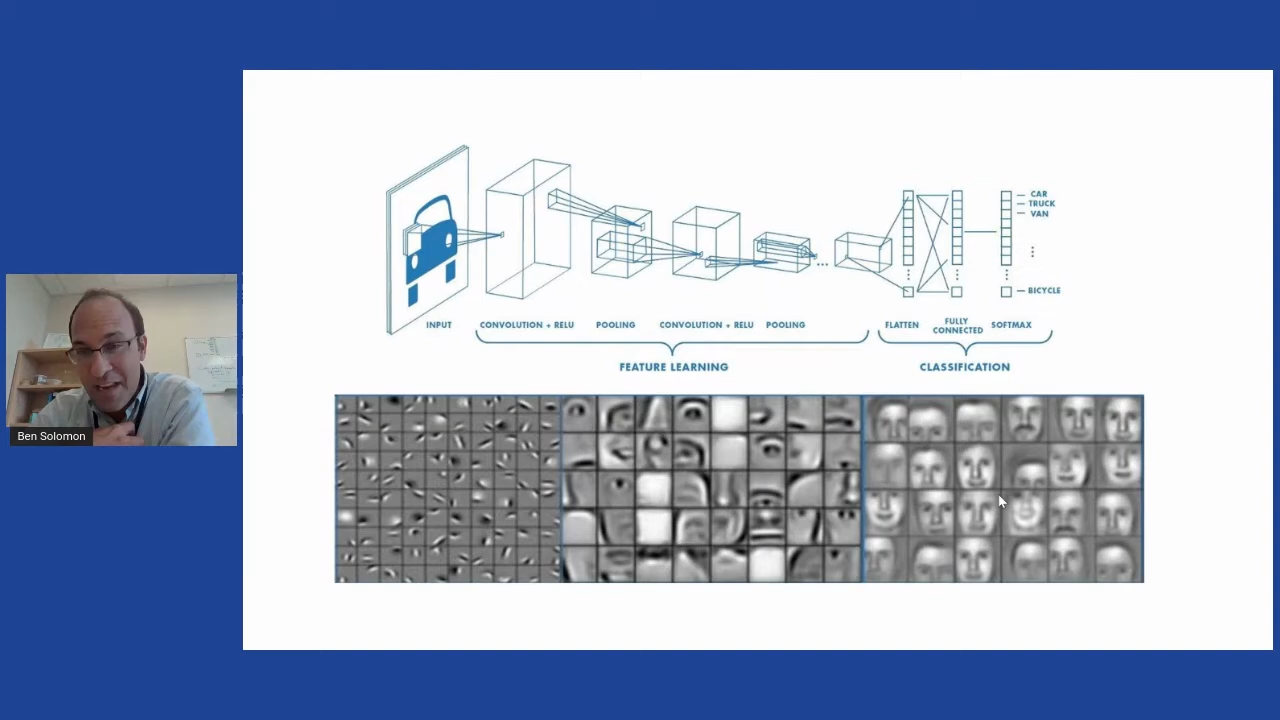 CAR
TRUCK
VAN
BICYCLE
INPUT
CONVOLUTION + RELU
POOLING
CONVOLUTION + RELU
POOLING
FLATTEN
FULLY
CONNECTED
SOFTMAX
FEATURE LEARNING
CLASSIFICATION
Ben Solomon